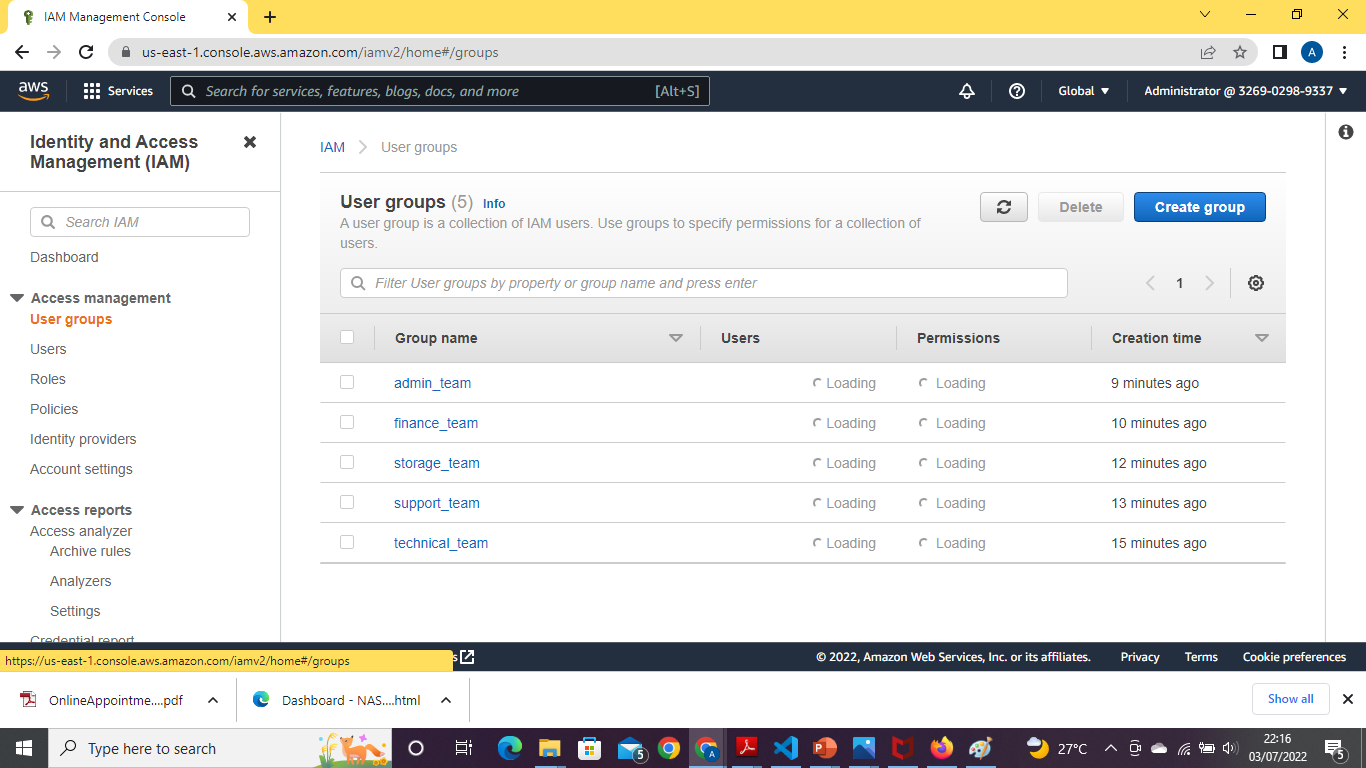 IAM Management Console
us-east-1.console.aws.amazon.com/iamv2/home#/groups
A
aws
Services
Search for services, features, blogs, docs, and more
[Alt+S]
Global
Administrator @ 3269-0298-9337
Identity and Access
Management (IAM)
Search IAM
Dashboard
Access management
User groups
Users
Roles
Policies
Identity providers
Account settings
Access reports
Access analyzer
Archive rules
Analyzers
Settings
Credential report
IAM
User groups
User groups (5) Info
A user group is a collection of IAM users. Use groups to specify permissions for a collection of
users.
Delete
Create group
Filter User groups by property or group name and press enter
1
Group name Users Permissions Creation time
admin_team Loading Loading 9 minutes ago
finance_team Loading Loading 10 minutes ago
storage_team Loading Loading 12 minutes ago
support_team Loading Loading 13 minutes ago
technical_team Loading Loading 15 minutes ago
https://us-east-1.console.aws.amazon.com/iamv2/home#/groups
© 2022, Amazon Web Services, Inc. or its affiliates. Privacy Terms Cookie preferences
OnlineAppointme....pdf
Dashboard - NAS....html
Show all
Type here to search
5
A
27°C
22:16
03/07/2022
5